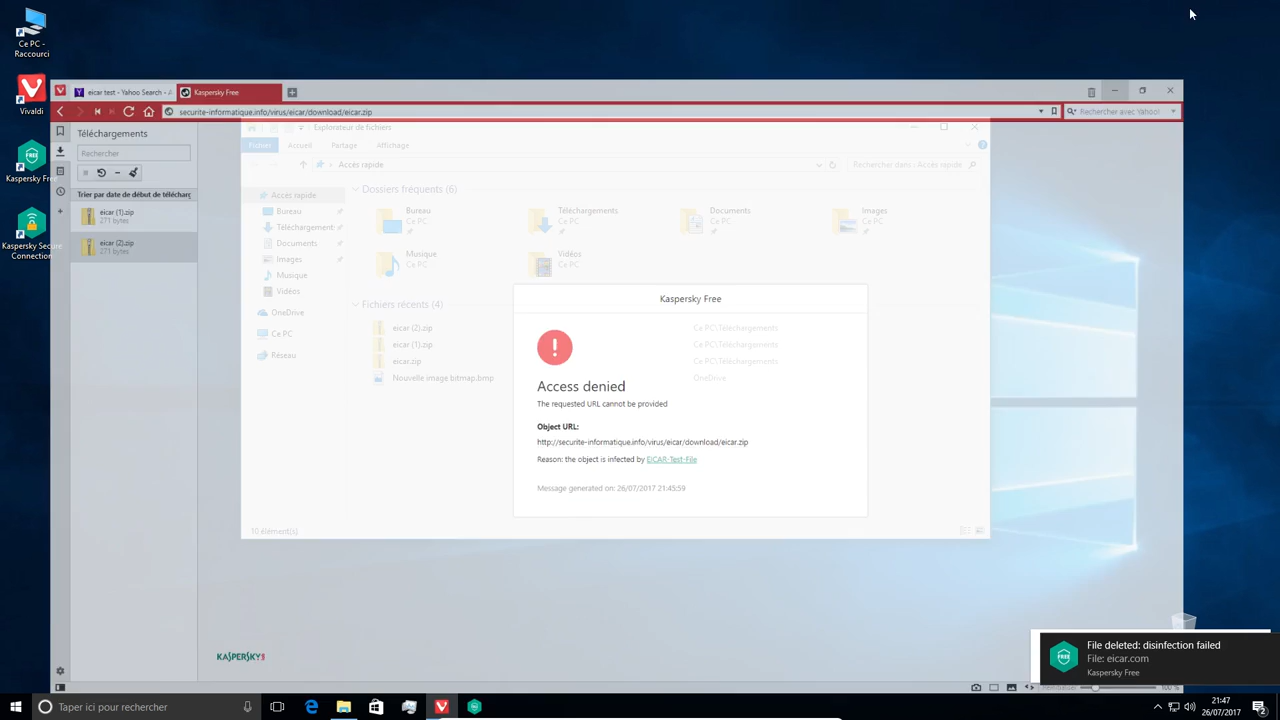 Ce PC -
Raccourci
Vivaldi
Kaspersky Free
Kaspersky Secure
Connection
eicar test - Yahoo Search -
Kaspersky Free
securite-informatique.info/virus/eicar/download/eicar.zip
Rechercher avec Yahoo!
Téléchargements
Rechercher
Trier par date de début de télécharg
eicar (1).zip
271 bytes
eicar (2).zip
271 bytes
Explorateur de fichiers
Fichier
Accueil
Partage
Affichage
Accès rapide
Rechercher dans : Accès rapide
Accès rapide
Bureau
Téléchargement
Documents
Images
Musique
Vidéos
OneDrive
Ce PC
Réseau
Dossiers fréquents (6)
Bureau
Ce PC
Téléchargements
Ce PC
Documents
Ce PC
Images
Ce PC
Musique
Ce PC
Vidéos
Ce PC
Fichiers récents (4)
eicar (2).zip
Ce PC\Téléchargements
eicar (1).zip
Ce PC\Téléchargements
eicar.zip
Ce PC\Téléchargements
Nouvelle image bitmap.bmp
OneDrive
10 élément(s)
Kaspersky Free
!
Access denied
The requested URL cannot be provided
Object URL:
http://securite-informatique.info/virus/eicar/download/eicar.zip
Reason: the object is infected by EICAR-Test-File
Message generated on: 26/07/2017 21:45:59
KASPERSKY
FREE
File deleted: disinfection failed
File: eicar.com
Kaspersky Free
Réinitialiser
100 %
Taper ici pour rechercher
21:47
26/07/2017
2